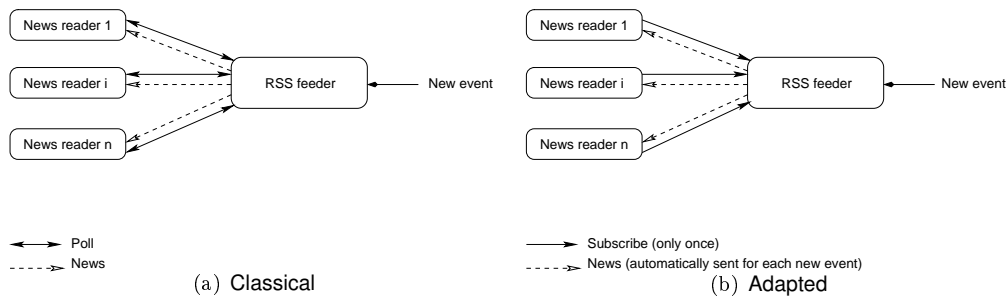 News reader 1
News reader i
News reader n
RSS feeder
New event
Poll
News
(a) Classical
News reader 1
News reader i
News reader n
RSS feeder
New event
Subscribe (only once)
News (automatically sent for each new event)
(b) Adapted